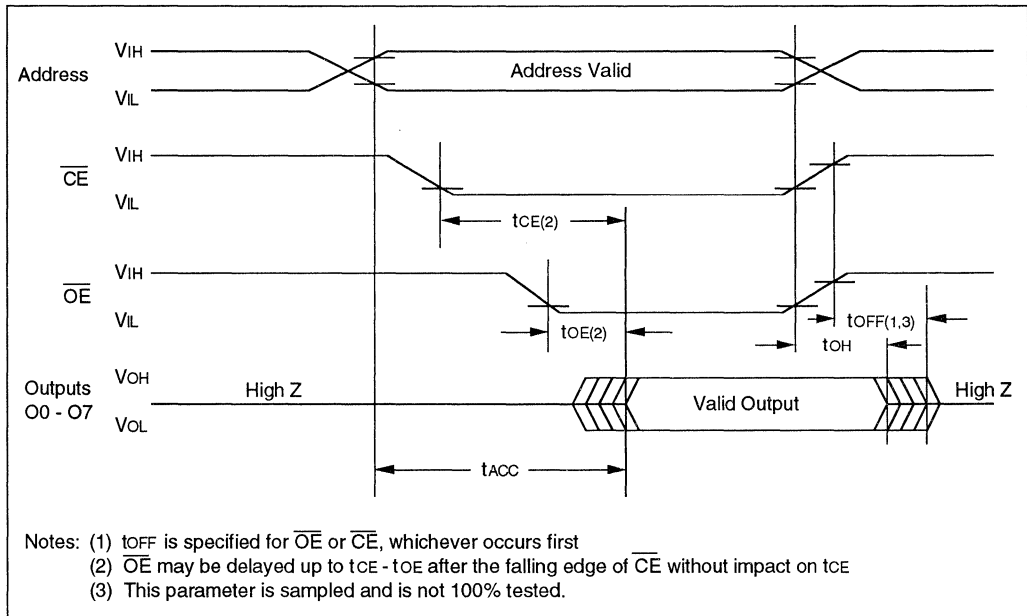 Address
VIH
VIL
Address Valid
CE
VIH
VIL
tCE(2)
OE
VIH
VIL
tOE(2)
tOFF(1,3)
tOH
Outputs
O0 - O7
VOH
VOL
High Z
Valid Output
High Z
tACC
Notes: (1) tOFF is specified for OE or CE, whichever occurs first
(2) OE may be delayed up to tCE - tOE after the falling edge of CE without impact on tCE
(3) This parameter is sampled and is not 100% tested.